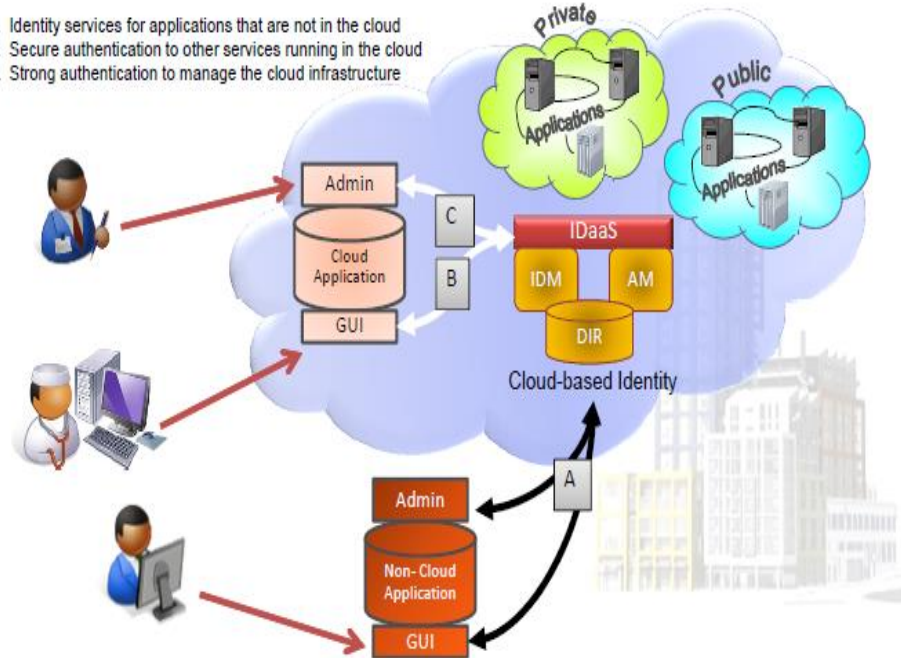 Identity services for applications that are not in the cloud
Secure authentication to other services running in the cloud
Strong authentication to manage the cloud infrastructure
Private
Applications
Public
Applications
Admin
C
IDaaS
Cloud
Application
B
IDM
AM
GUI
DIR
Cloud-based Identity
A
Admin
Non- Cloud
Application
GUI